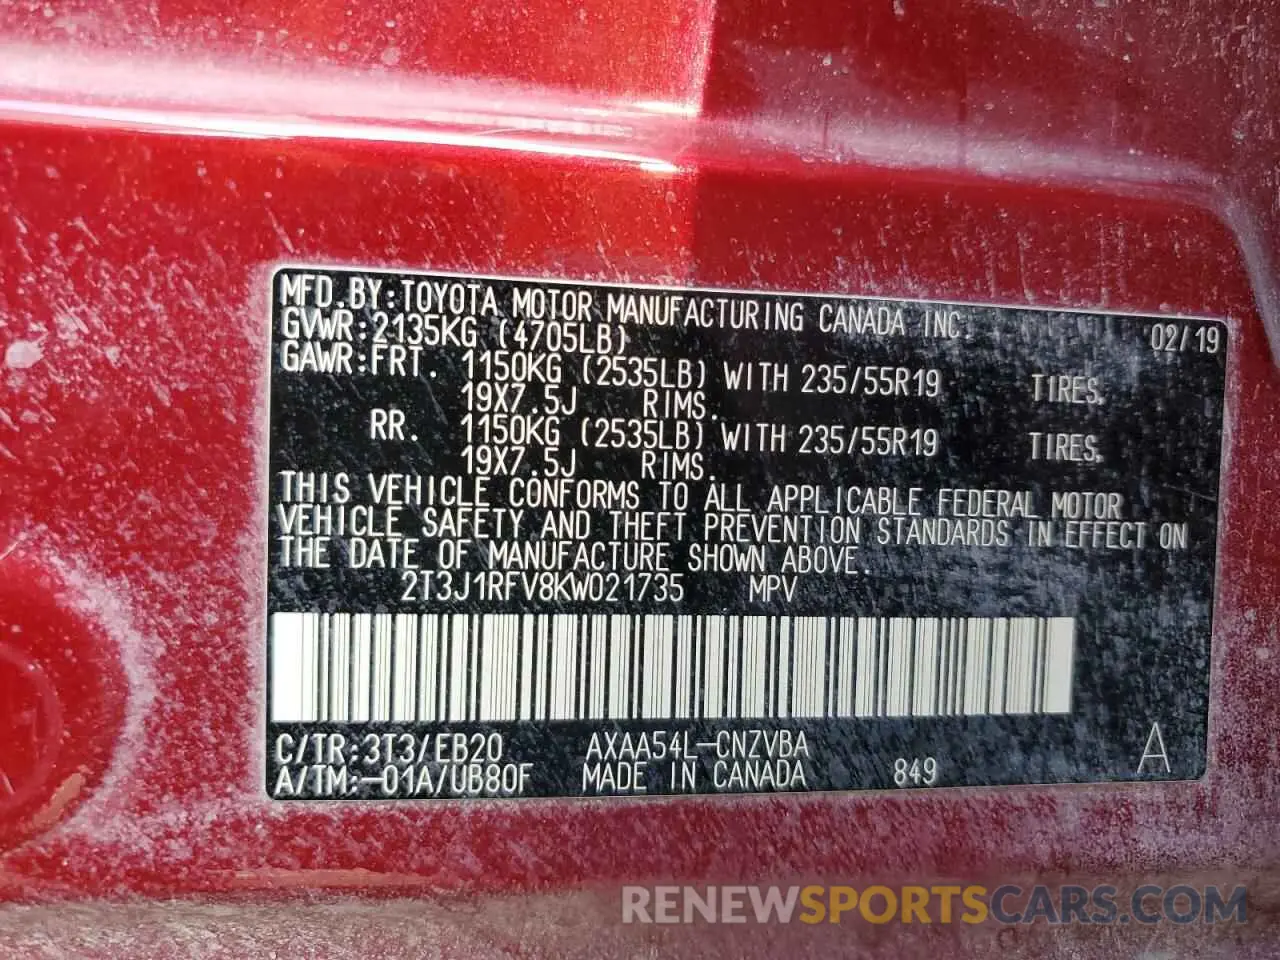 MFD.BY:TOYOTA MOTOR MANUFACTURING CANADA INC. 02/19
GVWR:2135KG (4705LB)
GAWR:FRT. 1150KG (2535LB) WITH 235/55R19 TIRES,
19X7.5J RIMS.
RR. 1150KG (2535LB) WITH 235/55R19 TIRES,
19X7.5J RIMS.
THIS VEHICLE CONFORMS TO ALL APPLICABLE FEDERAL MOTOR
VEHICLE SAFETY AND THEFT PREVENTION STANDARDS IN EFFECT ON
THE DATE OF MANUFACTURE SHOWN ABOVE.
2T3J1RFV8KW021735 MPV
C/TR:3T3/EB20 AXAA54L-CNZVBA A
A/TM:-01A/UB80F MADE IN CANADA 849
RENEWSPORTSCARS.COM